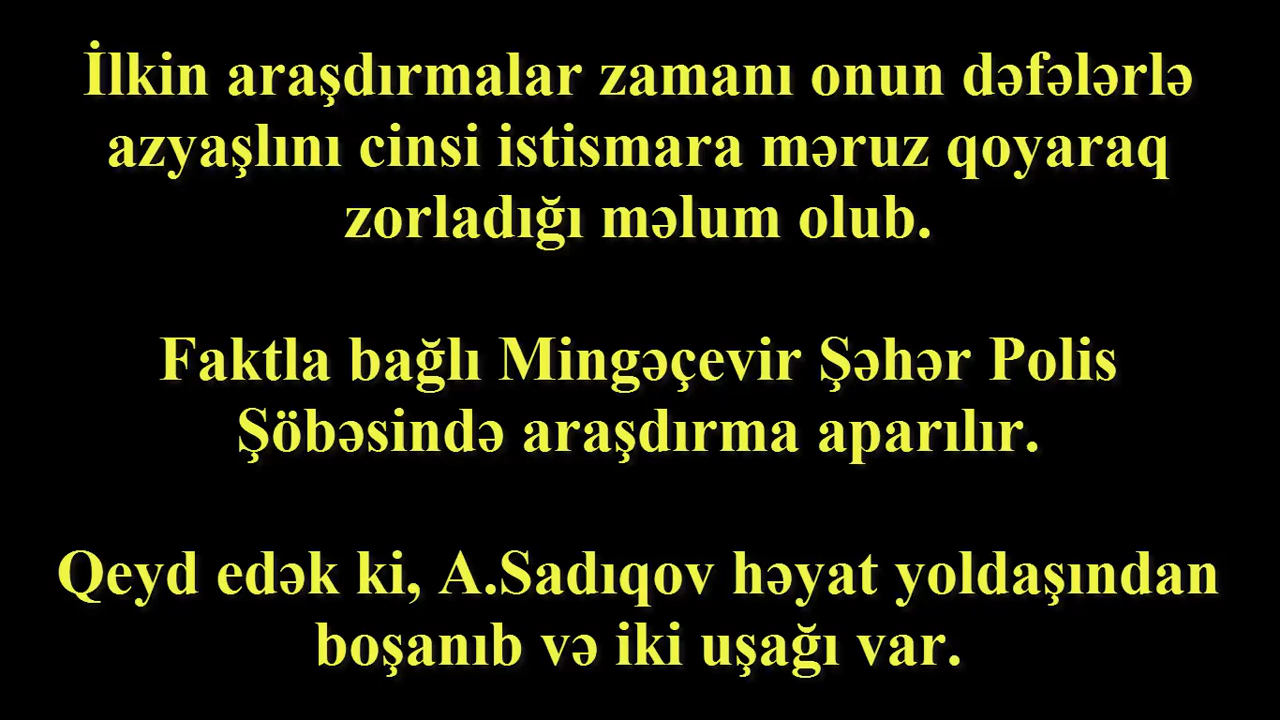 İlkin araşdırmalar zamanı onun dəfələrlə
azyaşlını cinsi istismara məruz qoyaraq
zorladığı məlum olub.
Faktla bağlı Mingəçevir Şəhər Polis
Şöbəsində araşdırma aparılır.
Qeyd edək ki, A.Sadıqov həyat yoldaşından
boşanıb və iki uşağı var.